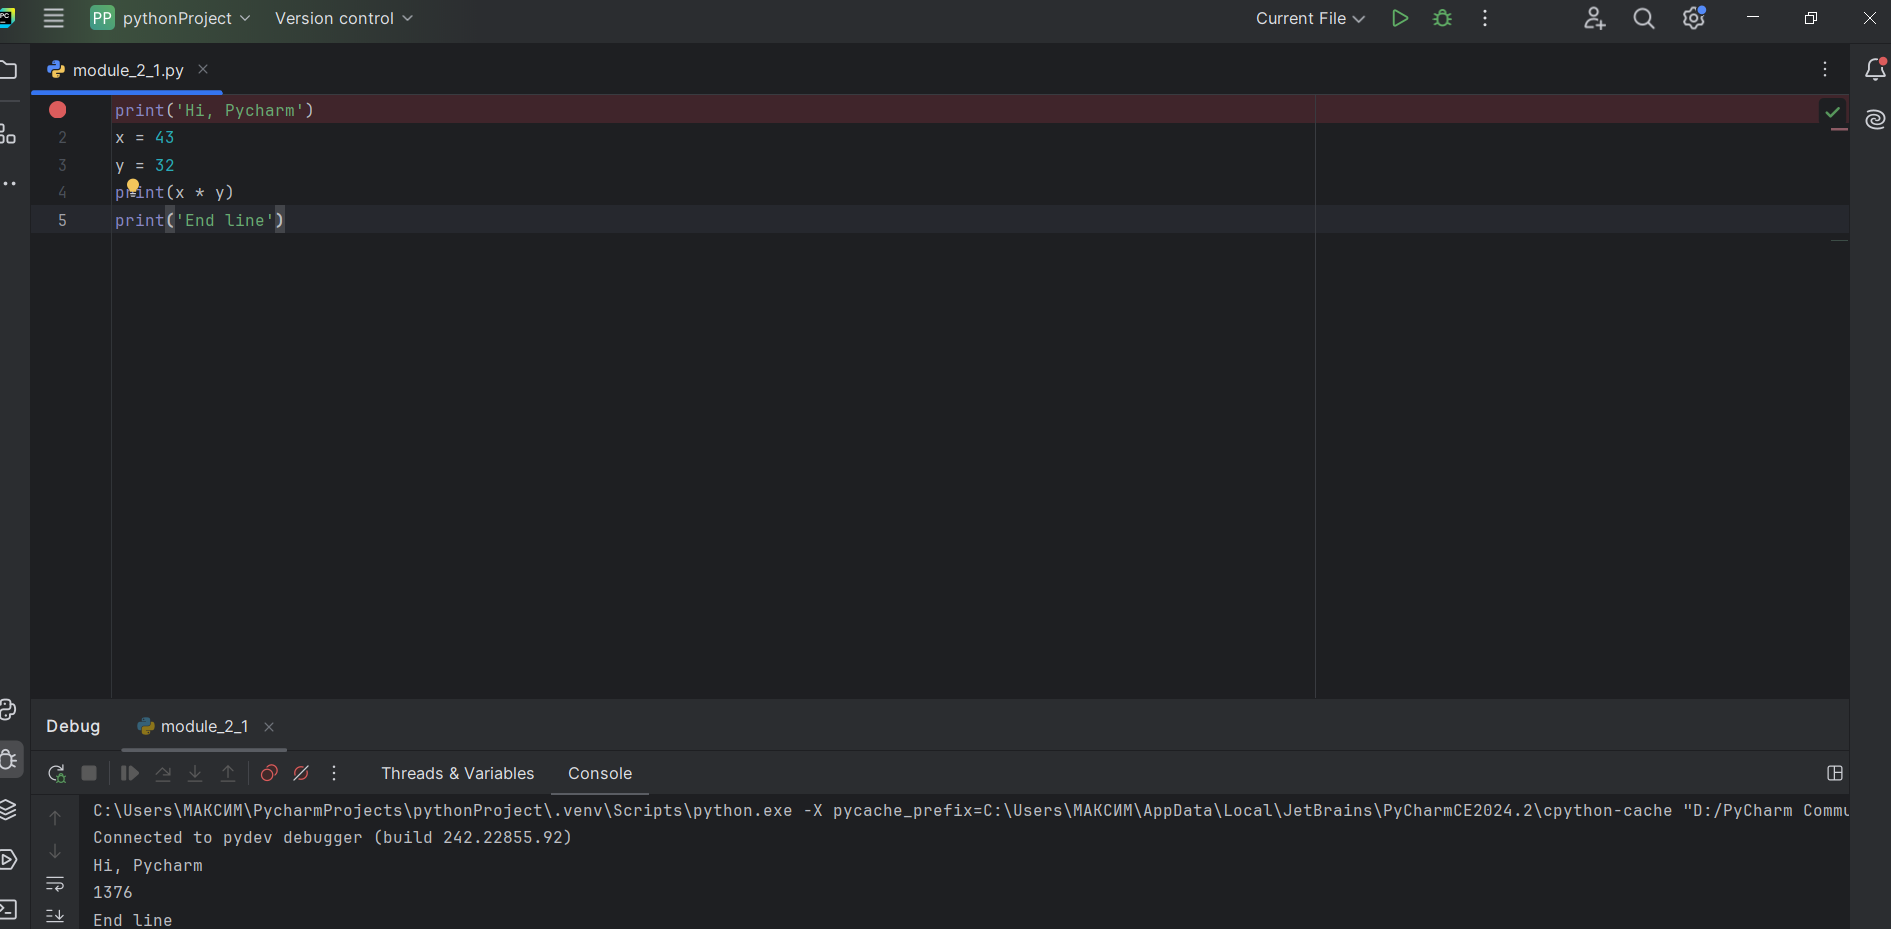 PC PP pythonProject Version control Current File
module_2_1.py
print('Hi, Pycharm')
2 x = 43
3 y = 32
4 print(x * y)
5 print('End line')
Debug module_2_1
Threads & Variables Console
C:\Users\МАКСИМ\PycharmProjects\pythonProject\.venv\Scripts\python.exe -X pycache_prefix=C:\Users\МАКСИМ\AppData\Local\JetBrains\PyCharmCE2024.2\cpython-cache "D:/PyCharm Commu
Connected to pydev debugger (build 242.22855.92)
Hi, Pycharm
1376
End line